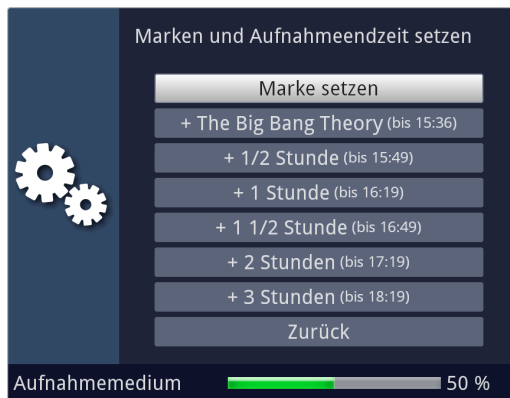 Marken und Aufnahmeendzeit setzen
Marke setzen
+ The Big Bang Theory (bis 15:36)
+ 1/2 Stunde (bis 15:49)
+ 1 Stunde (bis 16:19)
+ 1 1/2 Stunde (bis 16:49)
+ 2 Stunden (bis 17:19)
+ 3 Stunden (bis 18:19)
Zurück
Aufnahmemedium 50 %